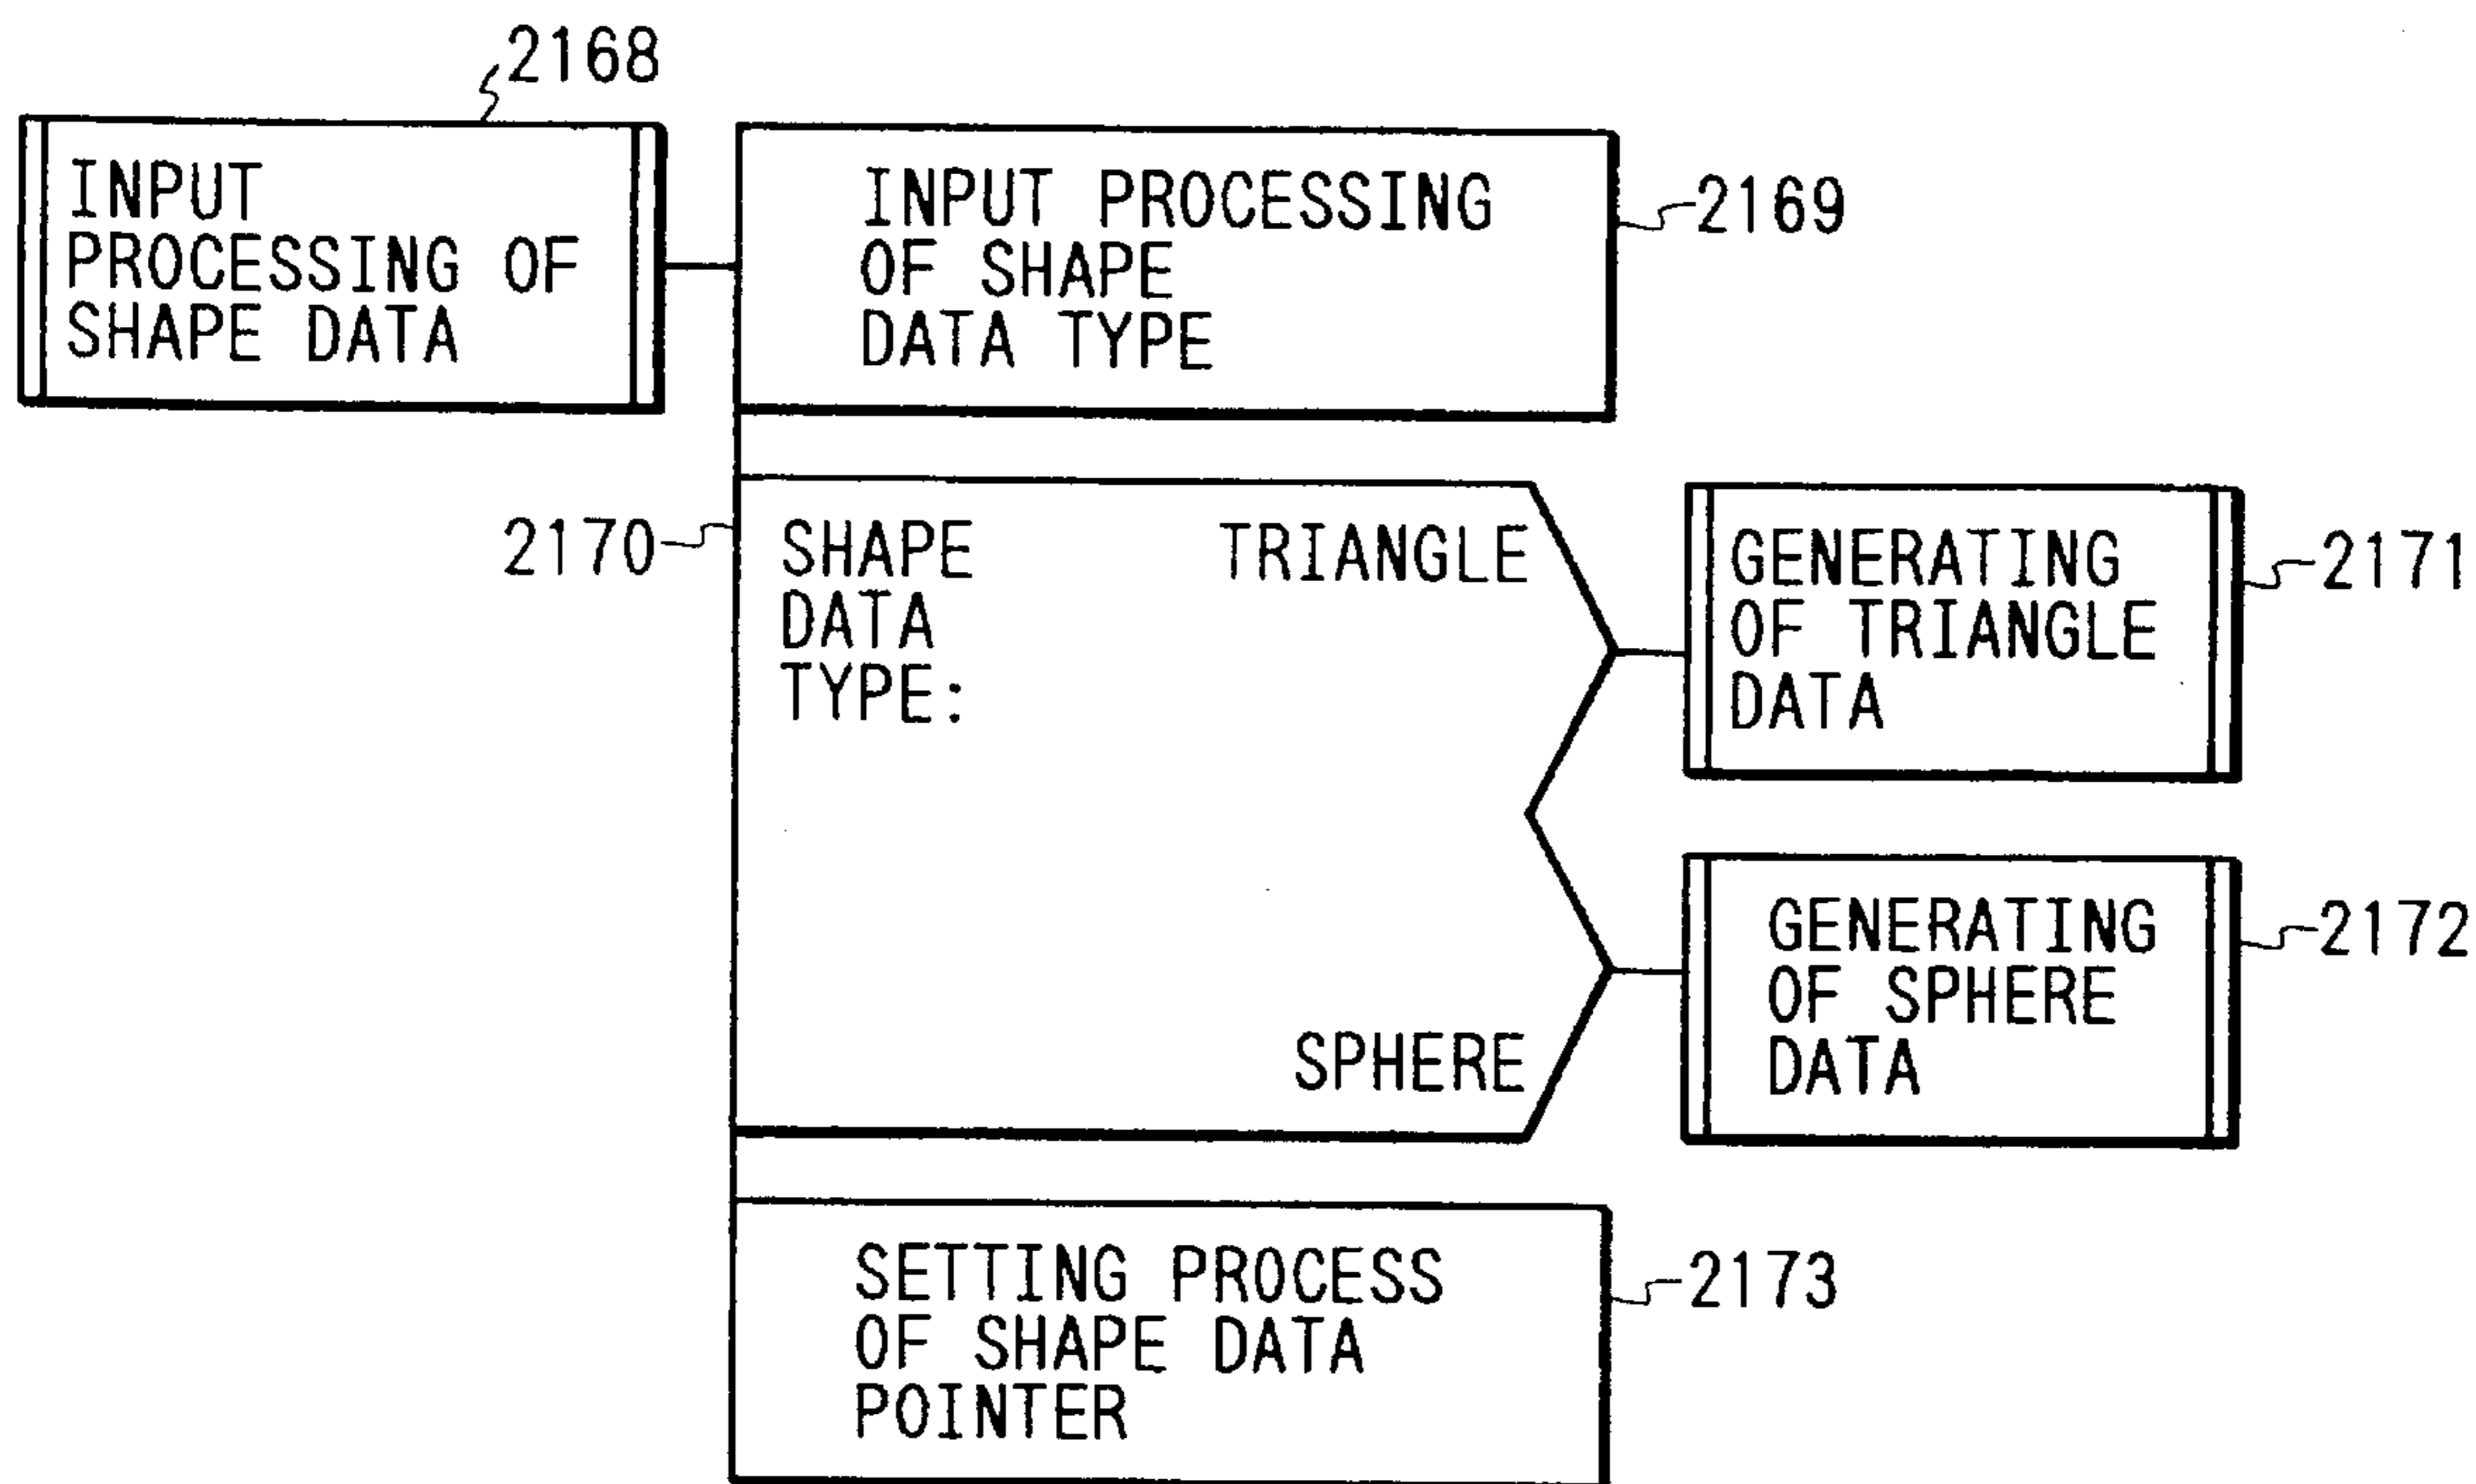 2168
INPUT
PROCESSING OF
SHAPE DATA
INPUT PROCESSING
OF SHAPE
DATA TYPE
2169
2170
SHAPE
DATA
TYPE:
TRIANGLE
SPHERE
GENERATING
OF TRIANGLE
DATA
2171
GENERATING
OF SPHERE
DATA
2172
SETTING PROCESS
OF SHAPE DATA
POINTER
2173